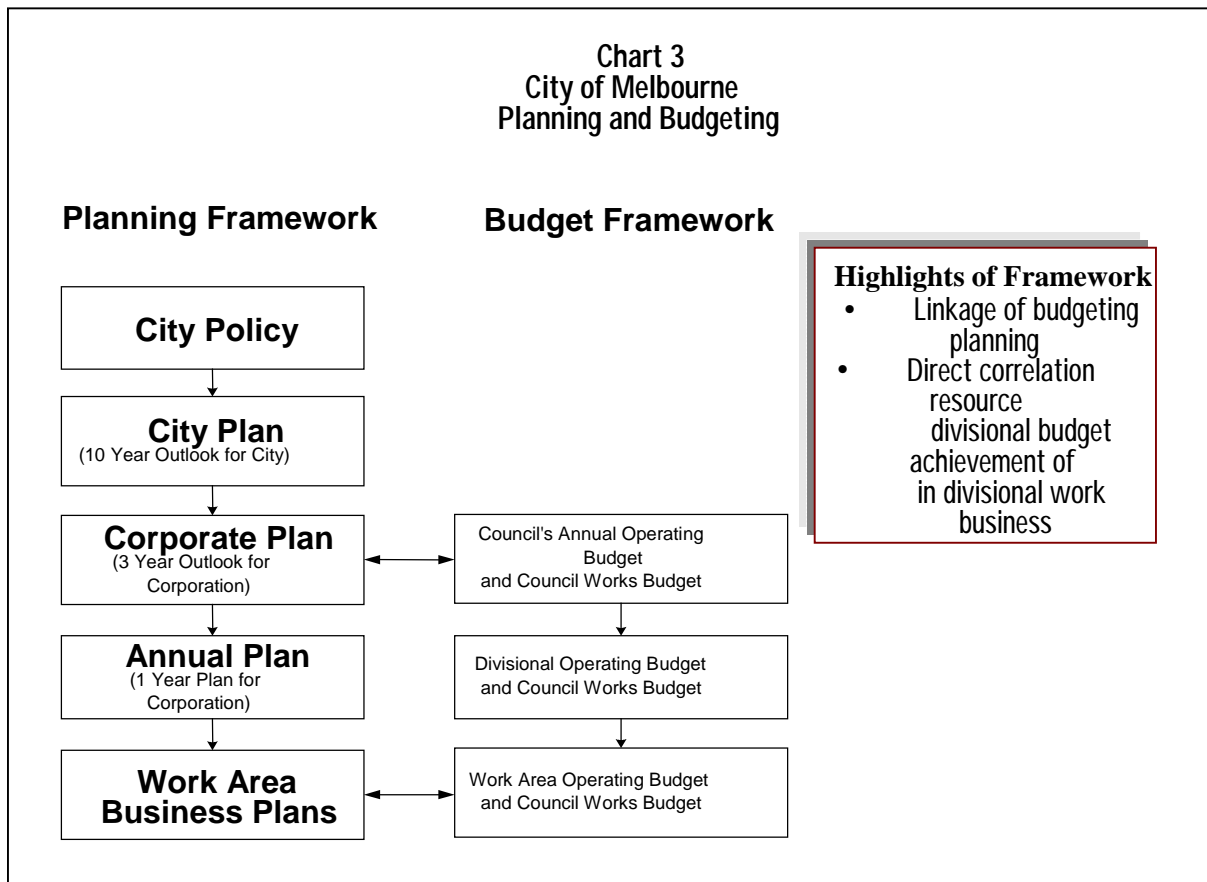 Chart 3
City of Melbourne
Planning and Budgeting
Planning Framework
Budget Framework
City Policy
City Plan
(10 Year Outlook for City)
Corporate Plan
(3 Year Outlook for
Corporation)
Annual Plan
(1 Year Plan for
Corporation)
Work Area
Business Plans
Council's Annual Operating
Budget
and Council Works Budget
Divisional Operating Budget
and Council Works Budget
Work Area Operating Budget
and Council Works Budget
Highlights of Framework
• Linkage of budgeting
planning
• Direct correlation
resource
divisional budget
achievement of
in divisional work
business